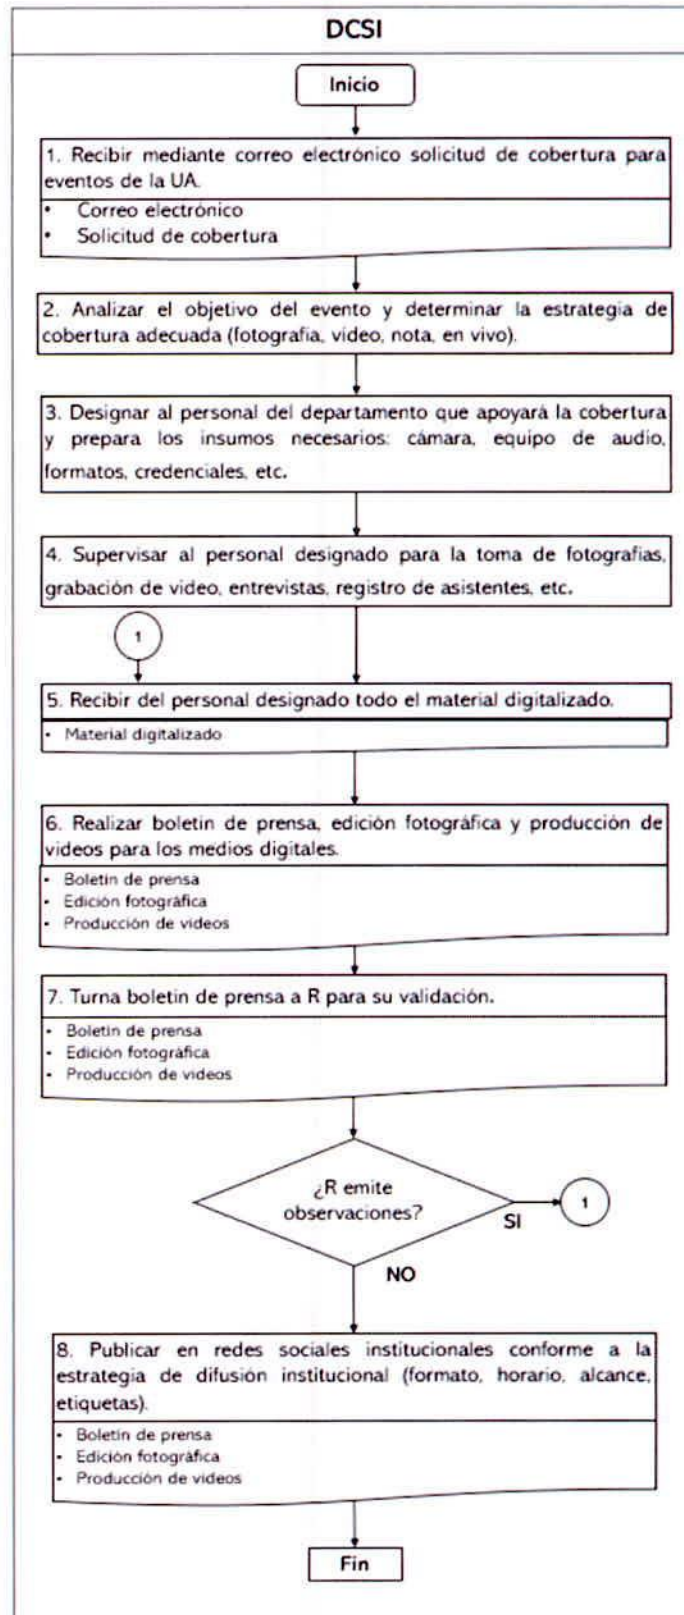 DCSI
Inicio
1. Recibir mediante correo electrónico solicitud de cobertura para
eventos de la UA.
• Correo electrónico
• Solicitud de cobertura
2. Analizar el objetivo del evento y determinar la estrategia de
cobertura adecuada (fotografía, video, nota, en vivo).
3. Designar al personal del departamento que apoyará la cobertura
y prepara los insumos necesarios: cámara, equipo de audio,
formatos, credenciales, etc.
4. Supervisar al personal designado para la toma de fotografías,
grabación de video, entrevistas, registro de asistentes, etc.
1
5. Recibir del personal designado todo el material digitalizado.
• Material digitalizado
6. Realizar boletín de prensa, edición fotográfica y producción de
videos para los medios digitales.
• Boletín de prensa
• Edición fotográfica
• Producción de videos
7. Turna boletín de prensa a R para su validación.
• Boletín de prensa
• Edición fotográfica
• Producción de videos
¿R emite
observaciones?
SI
1
NO
8. Publicar en redes sociales institucionales conforme a la
estrategia de difusión institucional (formato, horario, alcance,
etiquetas).
• Boletín de prensa
• Edición fotográfica
• Producción de videos
Fin